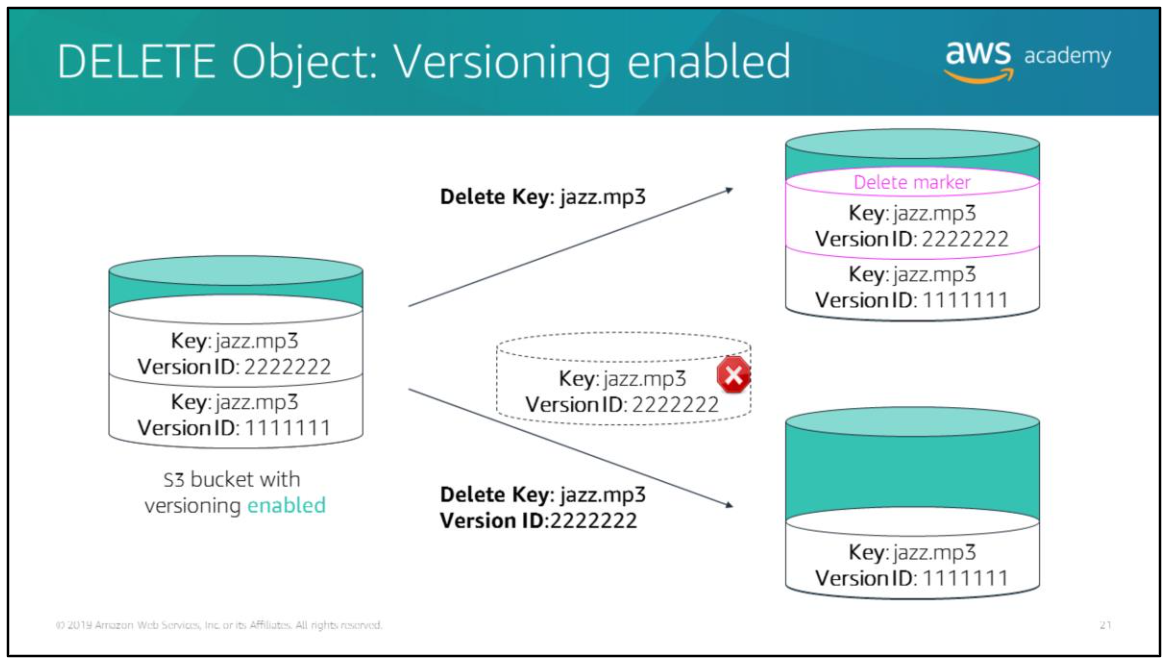 DELETE Object: Versioning enabled
aws academy
Delete Key: jazz.mp3
Delete marker
Key: jazz.mp3
Version ID: 2222222
Key: jazz.mp3
Version ID: 1111111
Key: jazz.mp3
Version ID: 2222222
Key: jazz.mp3
Version ID: 1111111
S3 bucket with
versioning enabled
Key: jazz.mp3
Version ID: 2222222
Delete Key: jazz.mp3
Version ID:2222222
Key: jazz.mp3
Version ID: 1111111
© 2019 Amazon Web Services, Inc. or its Affiliates. All rights reserved.
21